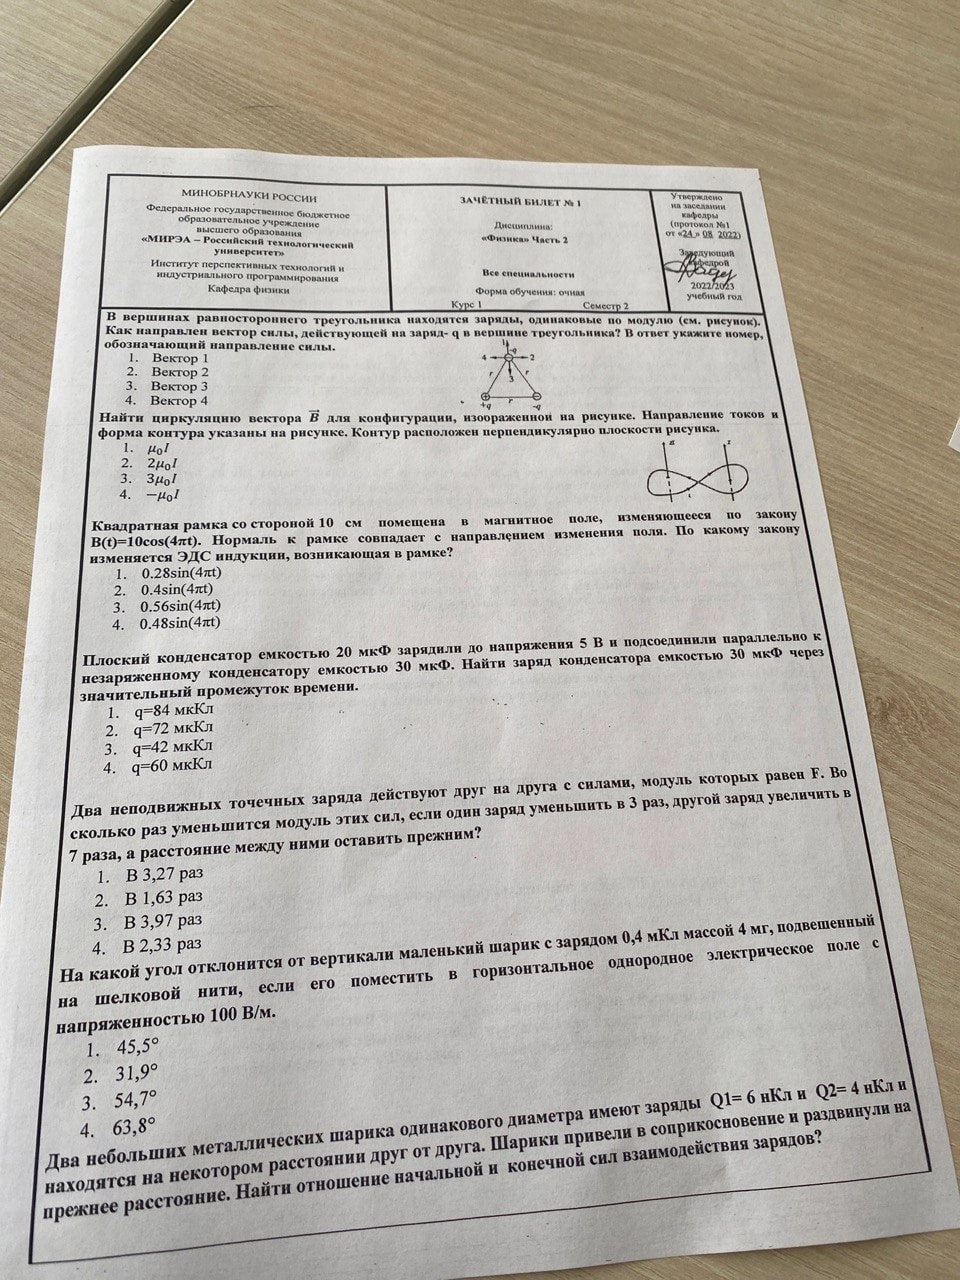 МИНОБРНАУКИ РОССИИ
Федеральное государственное бюджетное
образовательное учреждение
высшего образования
«МИРЭА – Российский технологический
университет»
Институт перспективных технологий и
индустриального программирования
Кафедра физики
ЗАЧЁТНЫЙ БИЛЕТ № 1
Дисциплина:
«Физика» Часть 2
Все специальности
Форма обучения: очная
Курс 1 Семестр 2
Утверждено
на заседании
кафедры
(протокол №1
от «24 » 08 2022)
Заведующий
кафедрой
2022/2023
учебный год
В вершинах равностороннего треугольника находятся заряды, одинаковые по модулю (см. рисунок).
Как направлен вектор силы, действующей на заряд- q в вершине треугольника? В ответ укажите номер,
обозначающий направление силы.
1. Вектор 1
2. Вектор 2
3. Вектор 3
4. Вектор 4
1 -q
4 2
3
r r
r
+q -q
Найти циркуляцию вектора B для конфигурации, изображенной на рисунке. Направление токов и
форма контура указаны на рисунке. Контур расположен перпендикулярно плоскости рисунка.
1. μ₀I
2. 2μ₀I
3. 3μ₀I
4. −μ₀I
Квадратная рамка со стороной 10 см помещена в магнитное поле, изменяющееся по закону
B(t)=10cos(4πt). Нормаль к рамке совпадает с направлением изменения поля. По какому закону
изменяется ЭДС индукции, возникающая в рамке?
1. 0.28sin(4πt)
2. 0.4sin(4πt)
3. 0.56sin(4πt)
4. 0.48sin(4πt)
Плоский конденсатор емкостью 20 мкФ зарядили до напряжения 5 В и подсоединили параллельно к
незаряженному конденсатору емкостью 30 мкФ. Найти заряд конденсатора емкостью 30 мкФ через
значительный промежуток времени.
1. q=84 мкКл
2. q=72 мкКл
3. q=42 мкКл
4. q=60 мкКл
Два неподвижных точечных заряда действуют друг на друга с силами, модуль которых равен F. Во
сколько раз уменьшится модуль этих сил, если один заряд уменьшить в 3 раз, другой заряд увеличить в
7 раза, а расстояние между ними оставить прежним?
1. В 3,27 раз
2. В 1,63 раз
3. В 3,97 раз
4. В 2,33 раз
На какой угол отклонится от вертикали маленький шарик с зарядом 0,4 мКл массой 4 мг, подвешенный
на шелковой нити, если его поместить в горизонтальное однородное электрическое поле с
напряженностью 100 В/м.
1. 45,5°
2. 31,9°
3. 54,7°
4. 63,8°
Два небольших металлических шарика одинакового диаметра имеют заряды Q1= 6 нКл и Q2= 4 нКл и
находятся на некотором расстоянии друг от друга. Шарики привели в соприкосновение и раздвинули на
прежнее расстояние. Найти отношение начальной и конечной сил взаимодействия зарядов?